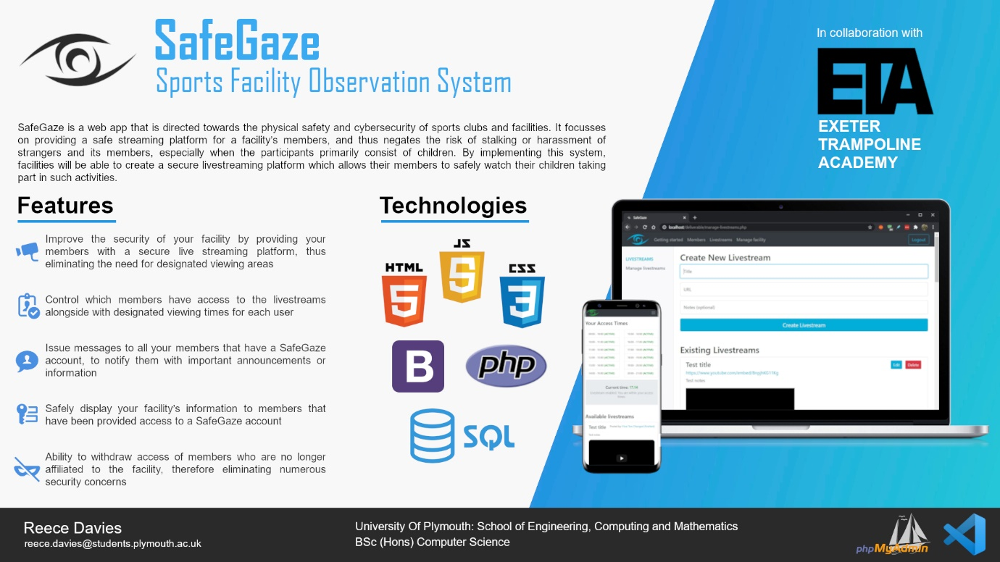 SafeGaze
Sports Facility Observation System
In collaboration with
ETA
EXETER
TRAMPOLINE
ACADEMY
SafeGaze is a web app that is directed towards the physical safety and cybersecurity of sports clubs and facilities. It focusses
on providing a safe streaming platform for a facility's members, and thus negates the risk of stalking or harassment of
strangers and its members, especially when the participants primarily consist of children. By implementing this system,
facilities will be able to create a secure livestreaming platform which allows their members to safely watch their children taking
part in such activities.
Features
Improve the security of your facility by providing your
members with a secure live streaming platform, thus
eliminating the need for designated viewing areas
Control which members have access to the livestreams
alongside with designated viewing times for each user
Issue messages to all your members that have a SafeGaze
account, to notify them with important announcements or
information
Safely display your facility's information to members that
have been provided access to a SafeGaze account
Ability to withdraw access of members who are no longer
affiliated to the facility, therefore eliminating numerous
security concerns
Technologies
HTML
5
JS
5
CSS
3
B
php
SQL
SafeGaze
localhost/deliverable/manage-livestreams.php
Getting started Members Livestreams Manage facility
Logout
LIVESTREAMS
Manage livestreams
Create New Livestream
Title
URL
Notes (optional)
Create Livestream
Existing Livestreams
Test title
Edit Delete
Test notes
Your Access Times
Current time: 17:14
Available livestreams
Test title
Test notes
Reece Davies
reece.davies@students.plymouth.ac.uk
University Of Plymouth: School of Engineering, Computing and Mathematics
BSc (Hons) Computer Science
phpMyAdmin